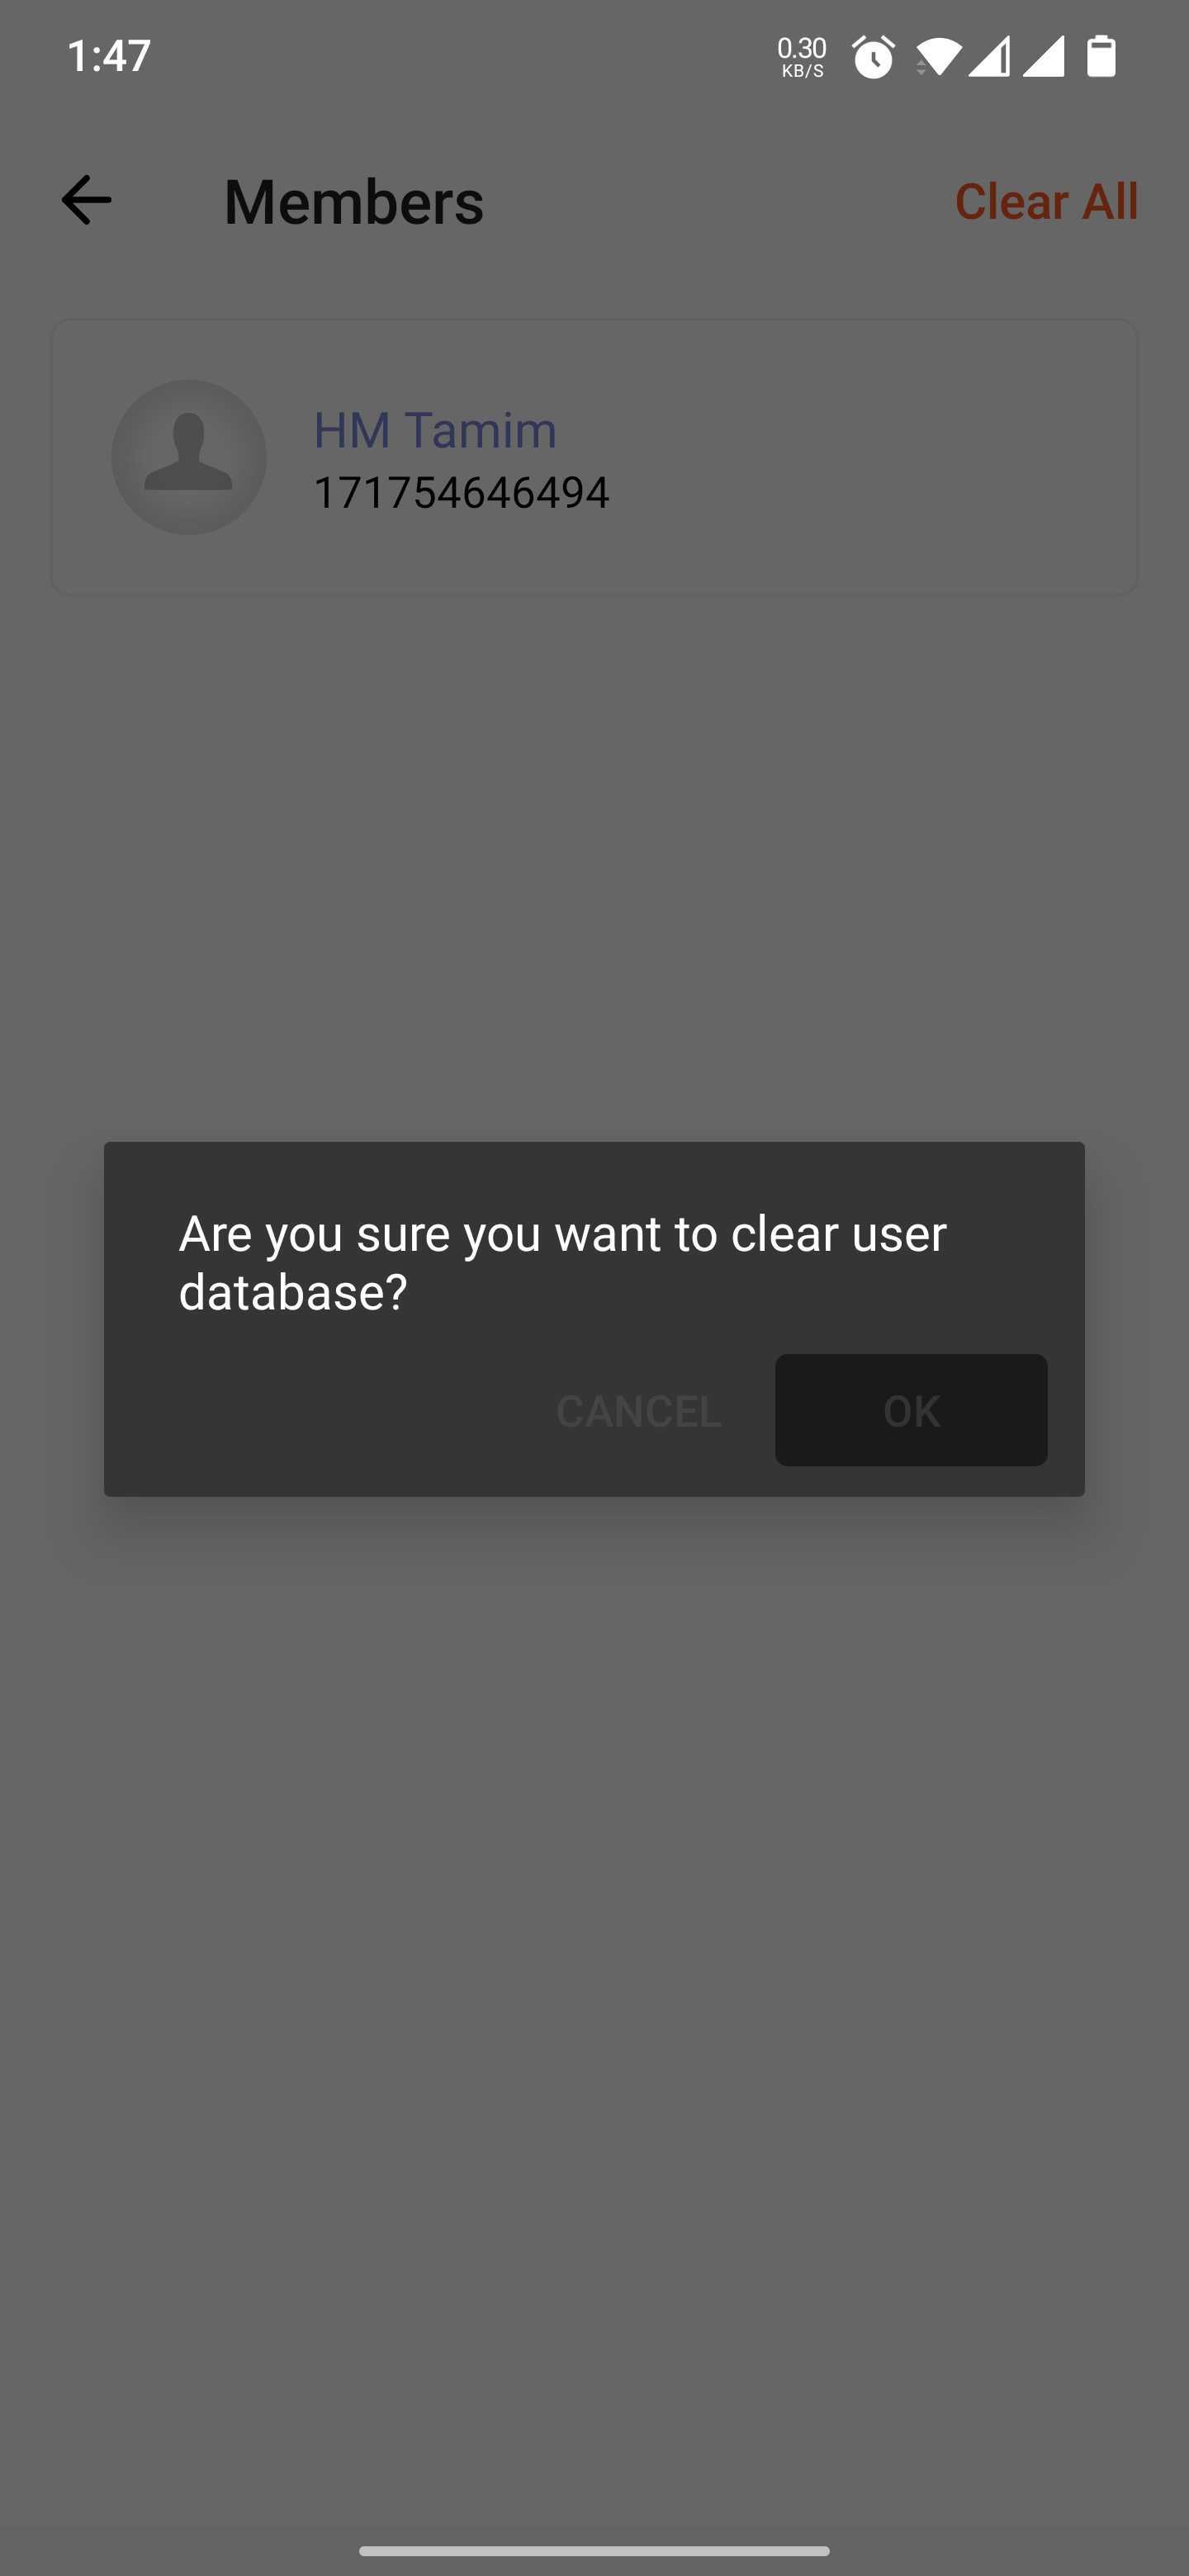 1:47
0.30
KB/S
Members
Clear All
HM Tamim
171754646494
Are you sure you want to clear user
database?
CANCEL
OK